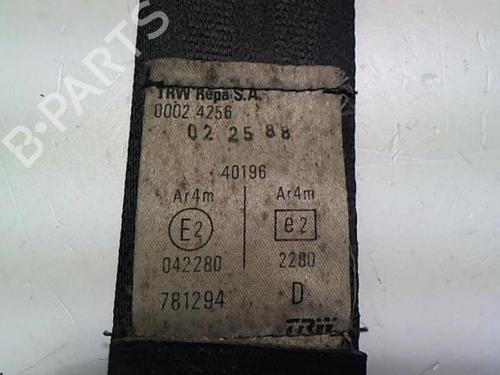 B-PARTS
TRW Repa S.A.
0002 4256
02 25 88
40196
Ar4m Ar4m
E2 e2
042280 2280
781294 D
TRW